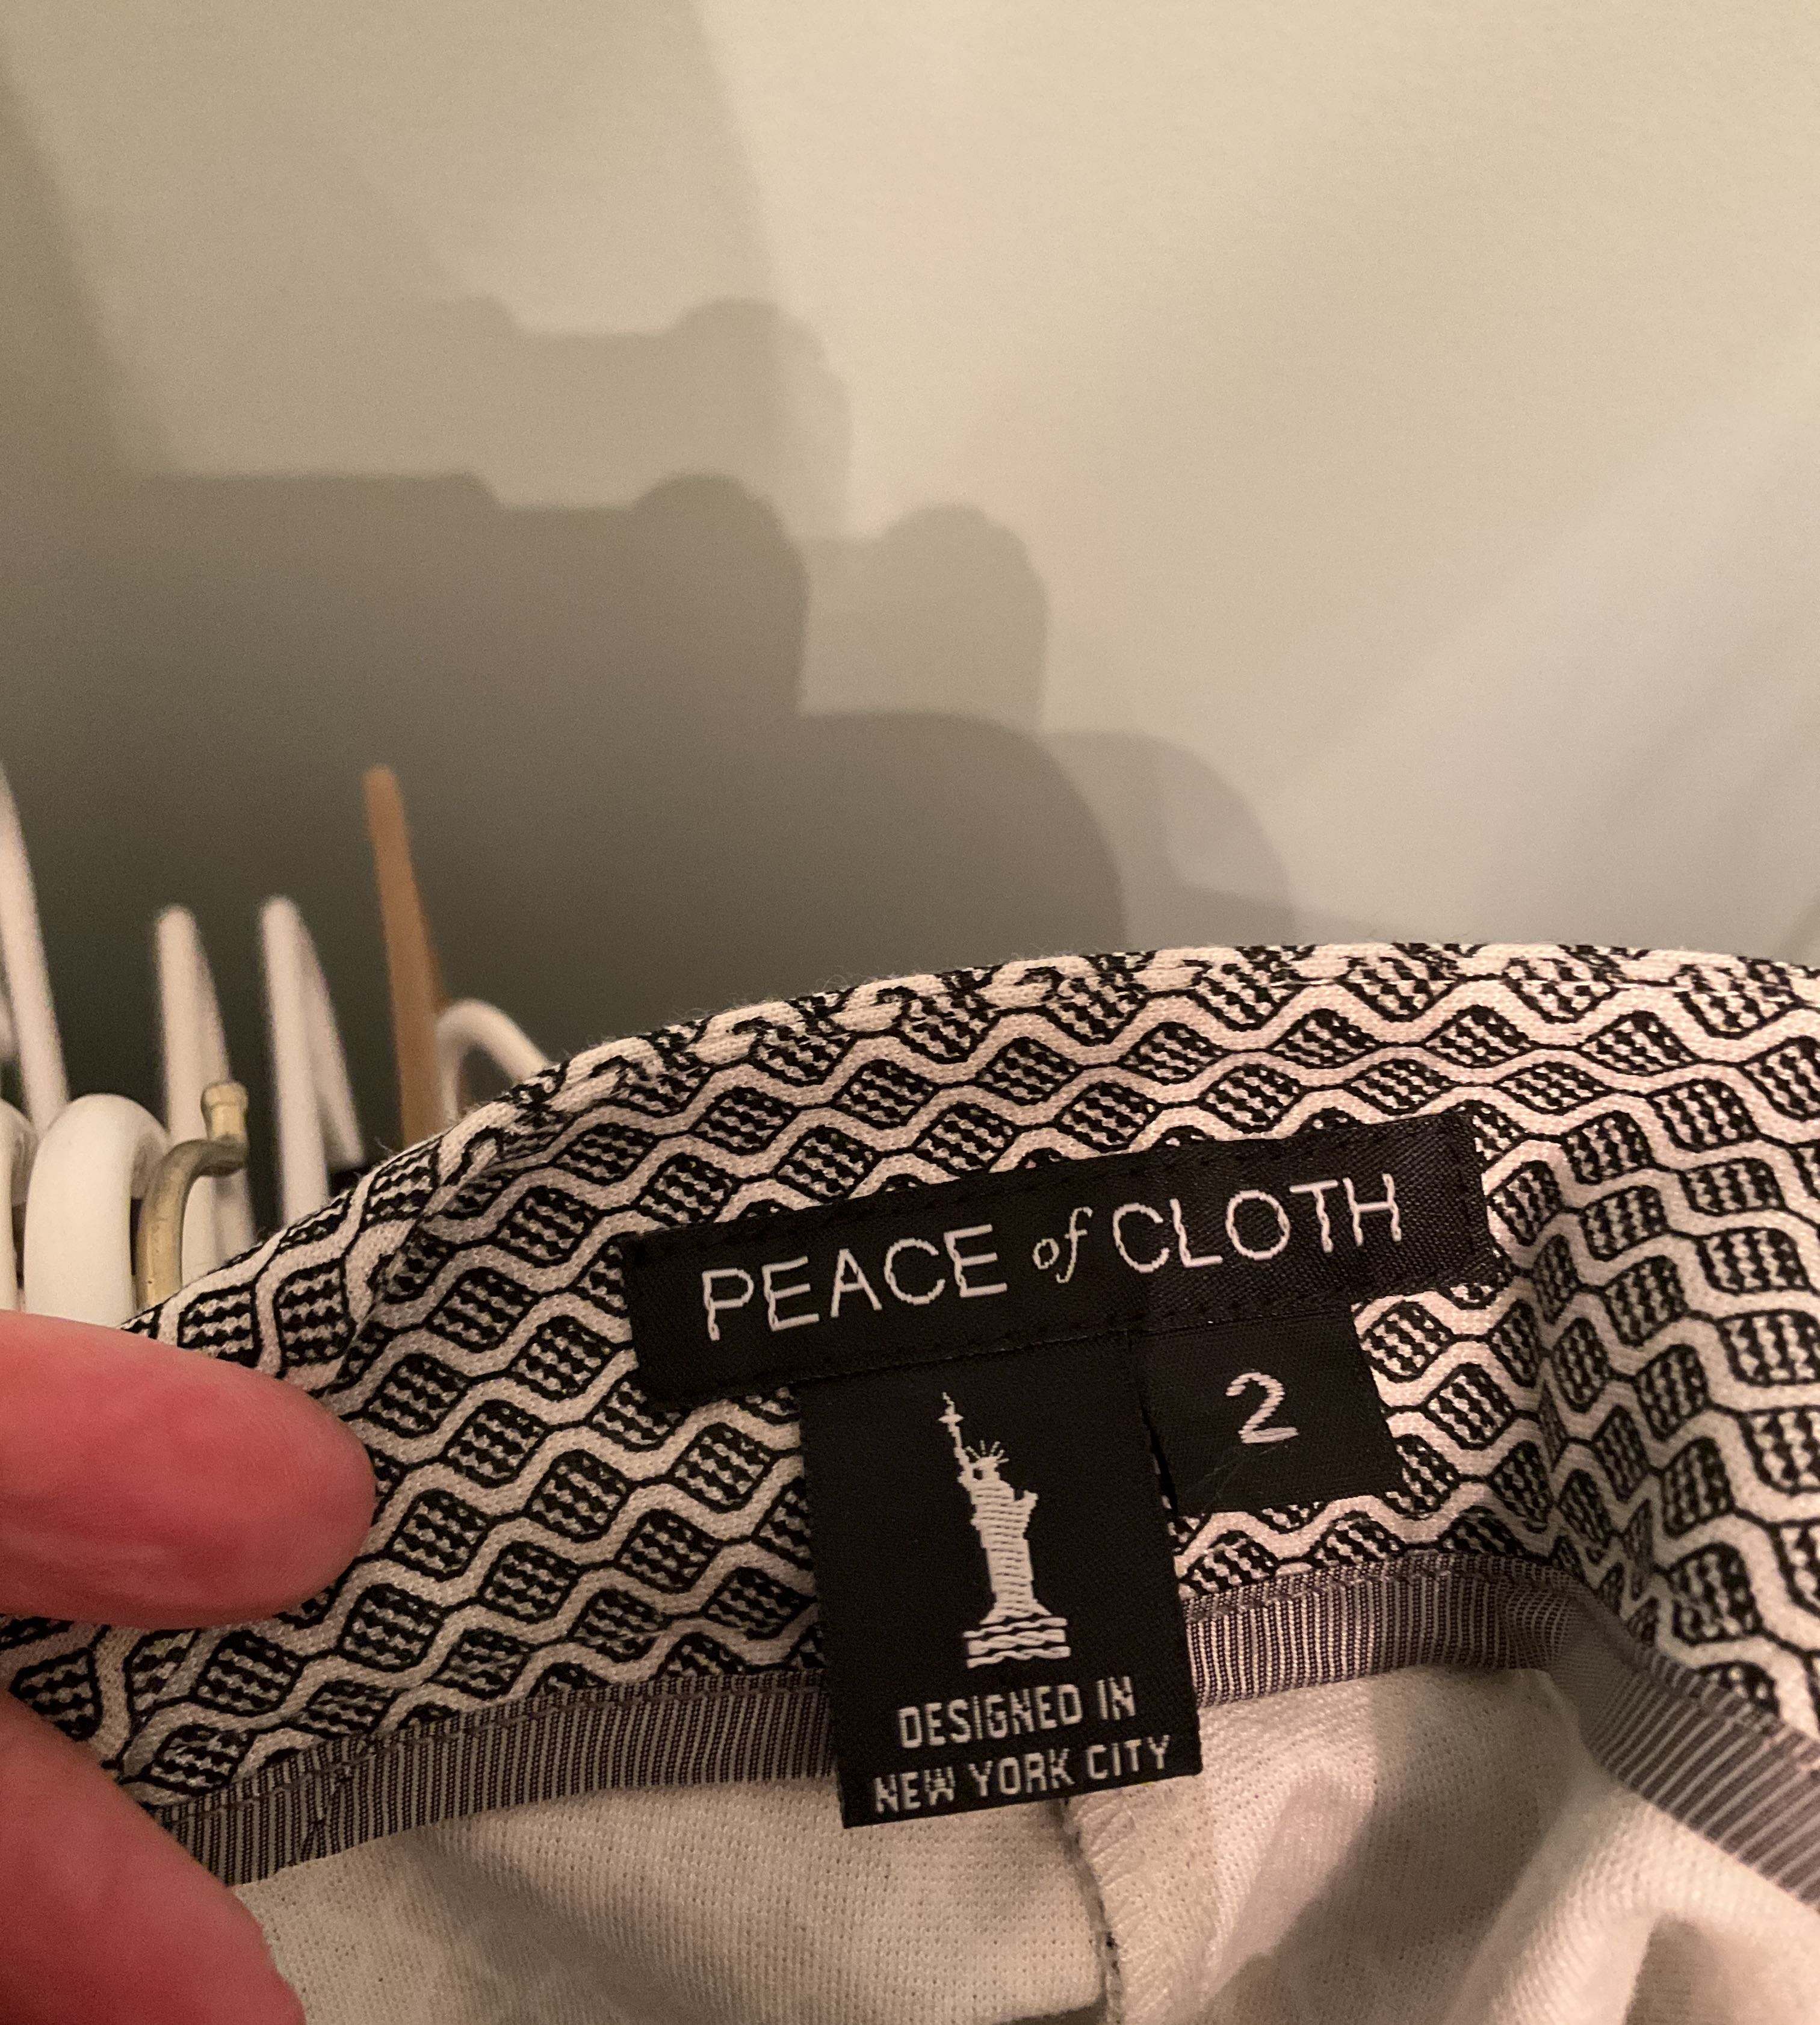 PEACE of CLOTH
2
DESIGNED IN
NEW YORK CITY